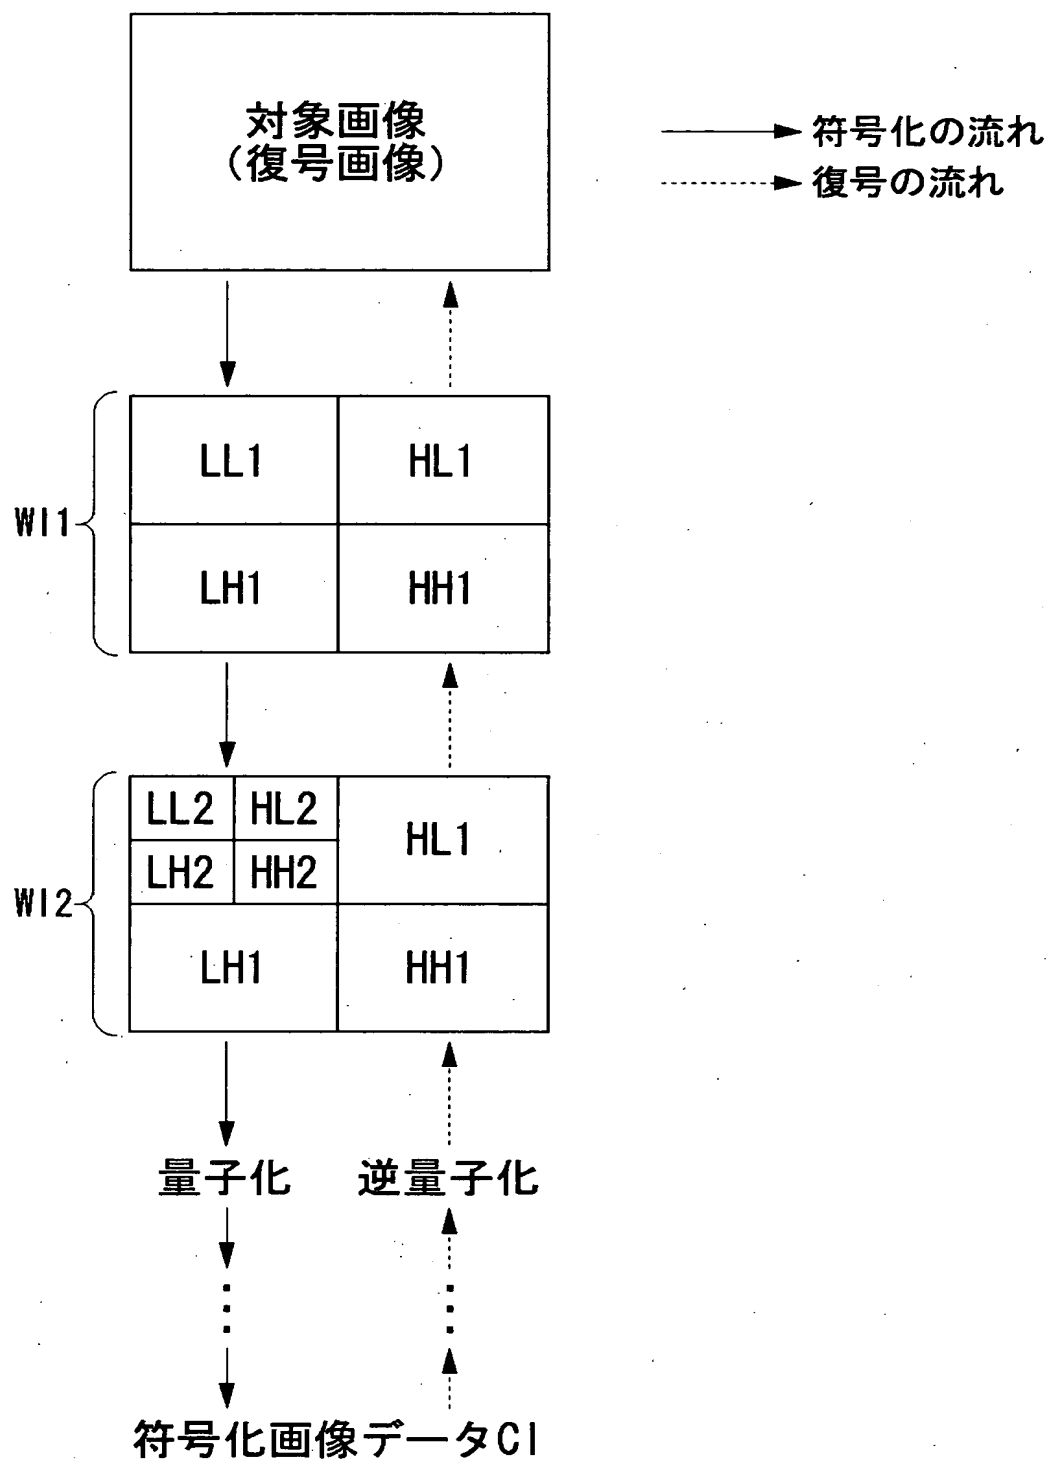 対象画像
(復号画像)
符号化の流れ
復号の流れ
WI1
LL1
HL1
LH1
HH1
WI2
LL2
HL2
HL1
LH2
HH2
LH1
HH1
量子化
逆量子化
符号化画像データCI